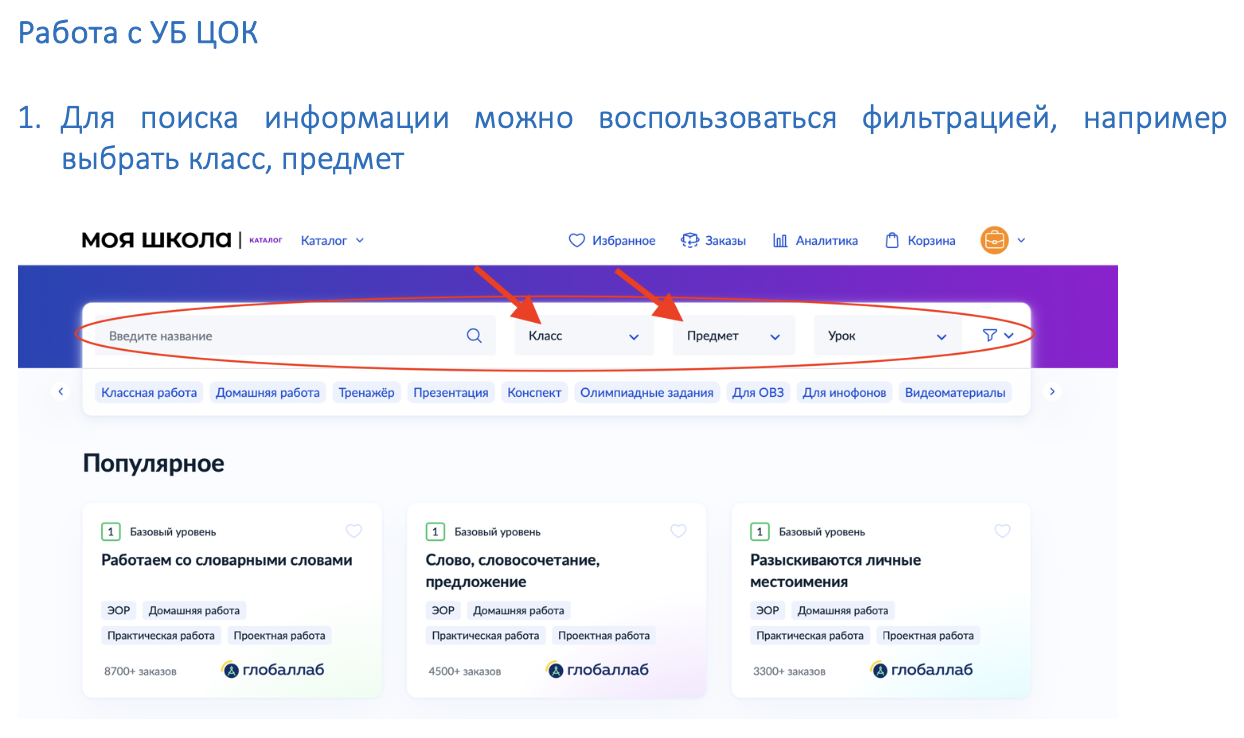 Работа с УБ ЦОК
1. Для поиска информации можно воспользоваться фильтрацией, например
выбрать класс, предмет
МОЯ ШКОЛА | КАТАЛОГ Каталог Избранное Заказы Аналитика Корзина
Введите название Класс Предмет Урок
Классная работа Домашняя работа Тренажёр Презентация Конспект Олимпиадные задания Для ОВЗ Для инофонов Видеоматериалы
Популярное
1 Базовый уровень
Работаем со словарными словами
ЭОР Домашняя работа
Практическая работа Проектная работа
8700+ заказов глобаллаб
1 Базовый уровень
Слово, словосочетание,
предложение
ЭОР Домашняя работа
Практическая работа Проектная работа
4500+ заказов глобаллаб
1 Базовый уровень
Разыскиваются личные
местоимения
ЭОР Домашняя работа
Практическая работа Проектная работа
3300+ заказов глобаллаб